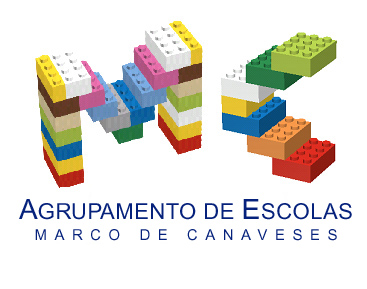 AGRUPAMENTO DE ESCOLAS
MARCO DE CANAVESES